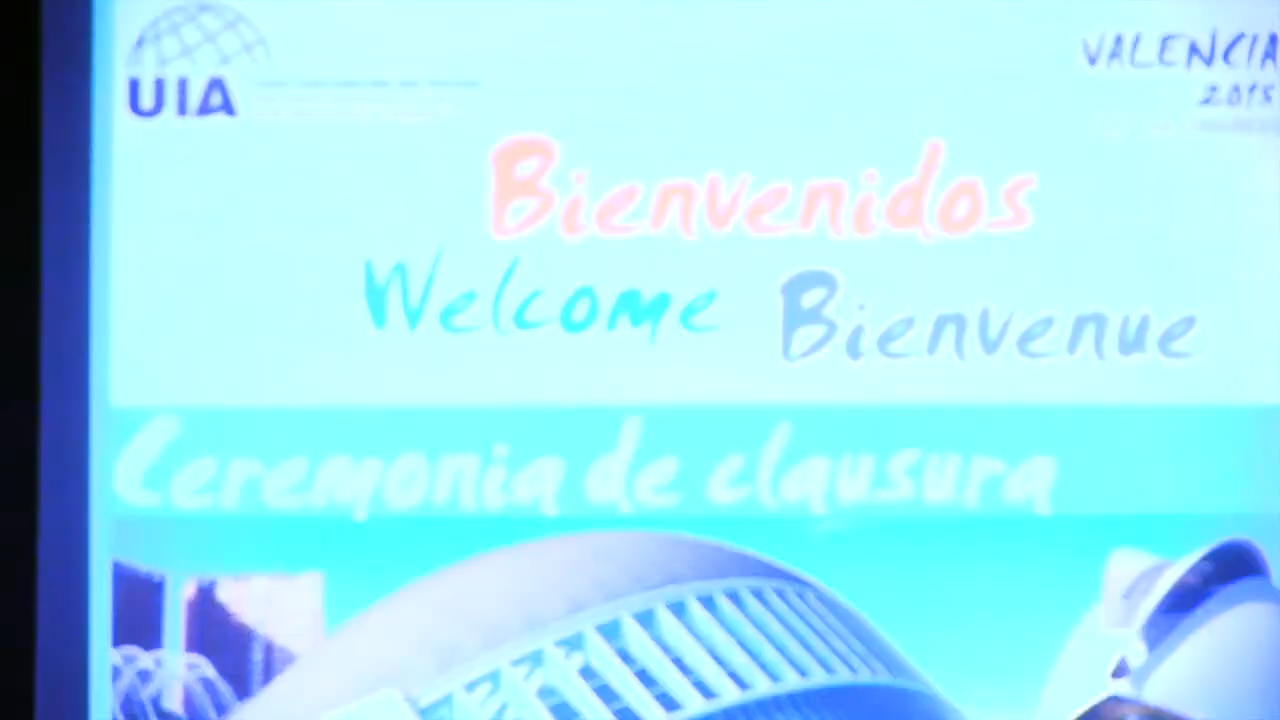 UIA
VALENCIA
Bienvenidos
Welcome Bienvenue
Ceremonia de clausura